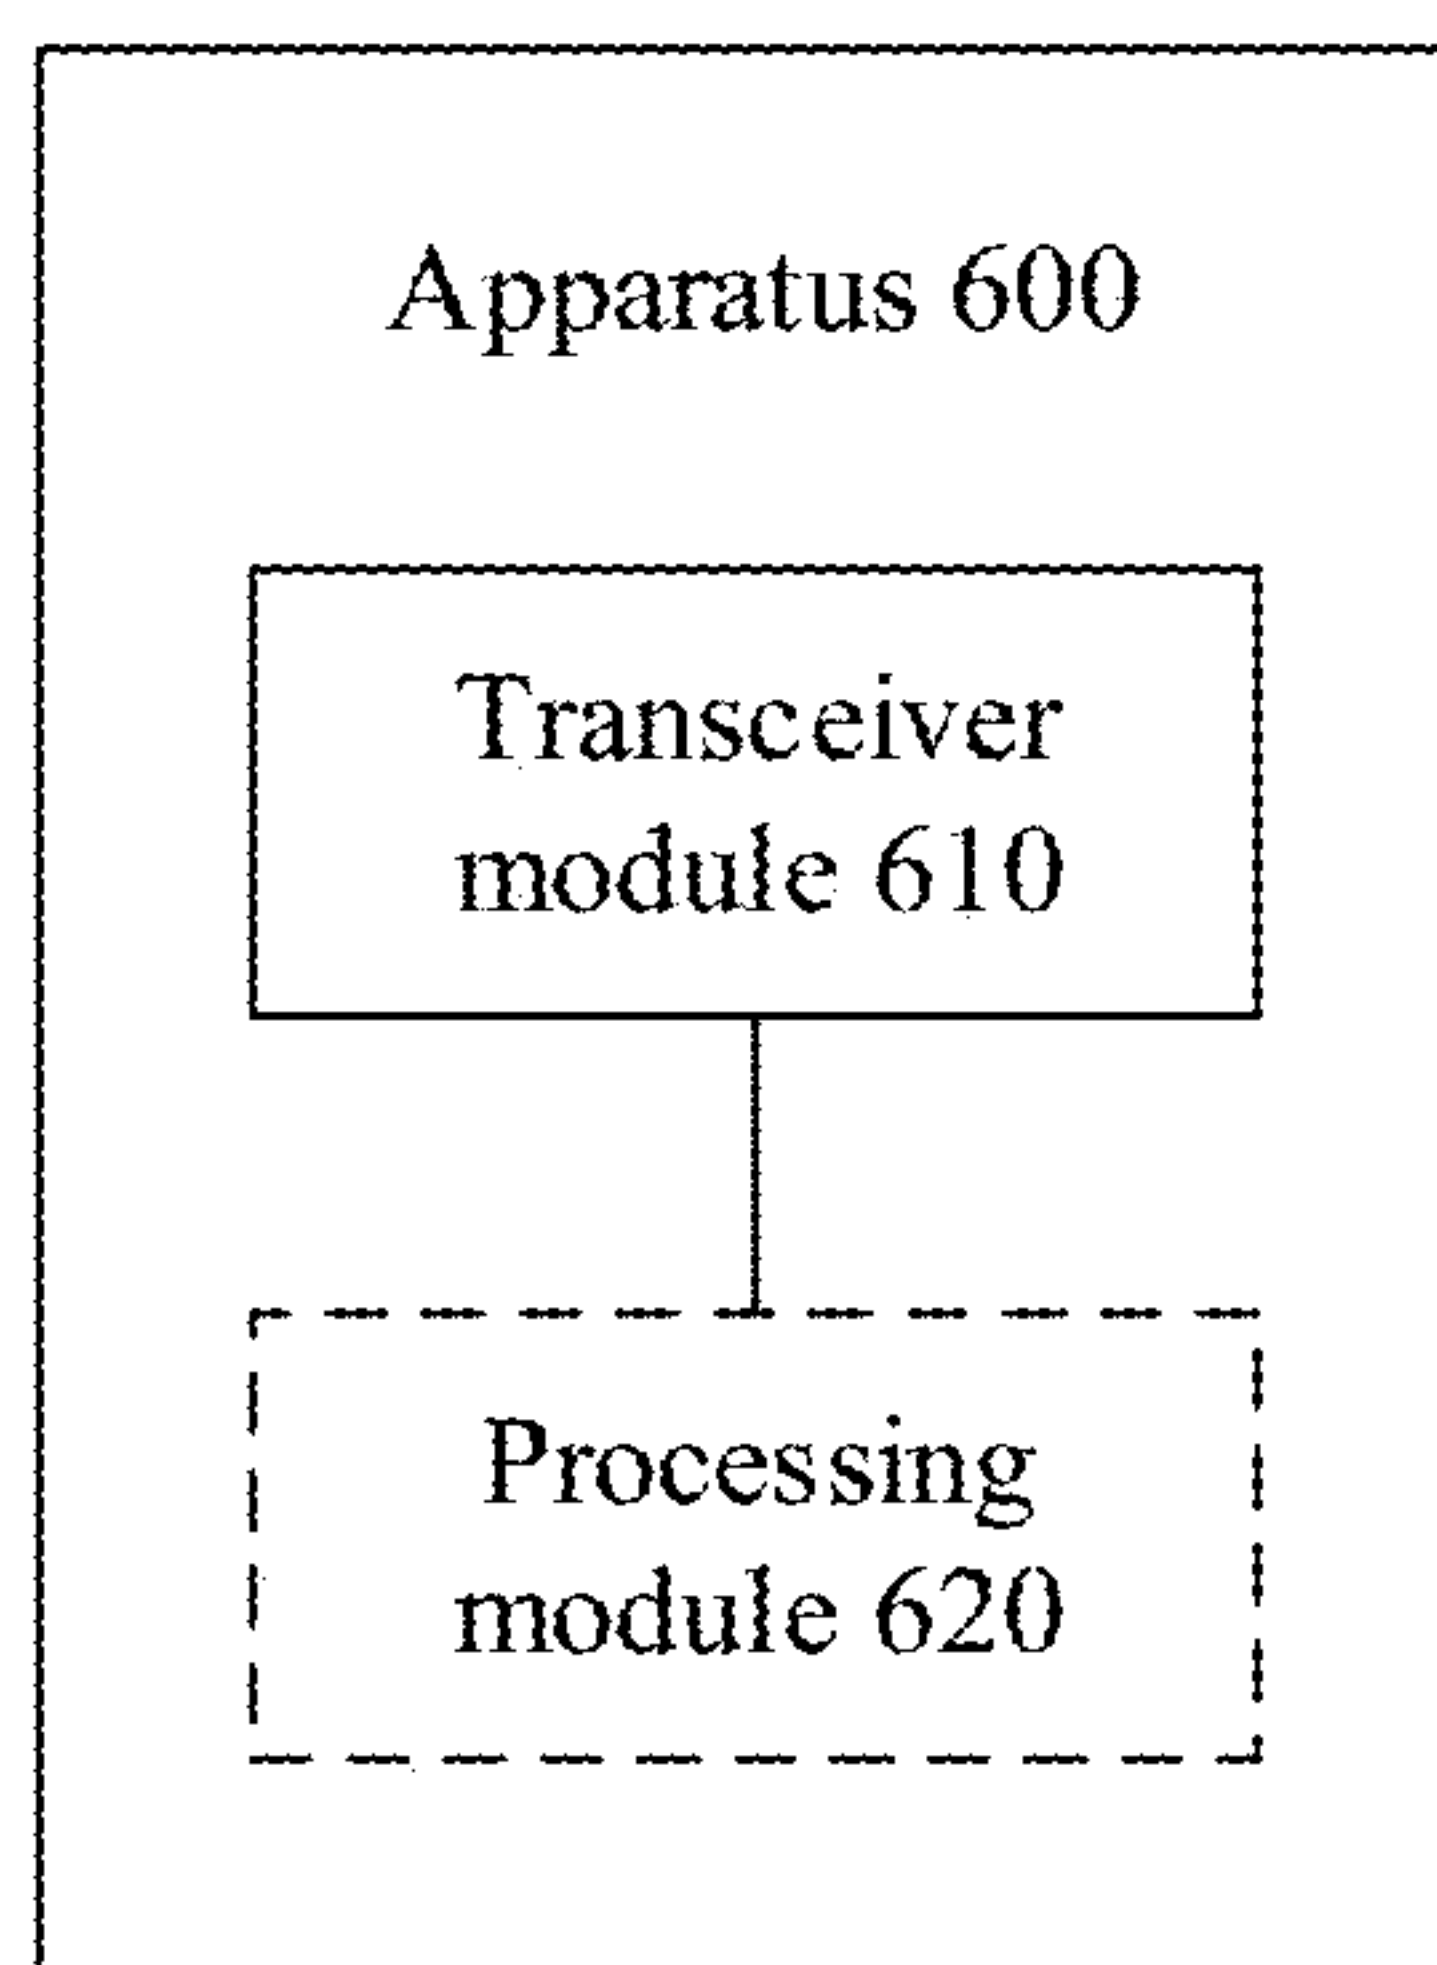 Apparatus 600
Transceiver
module 610
Processing
module 620